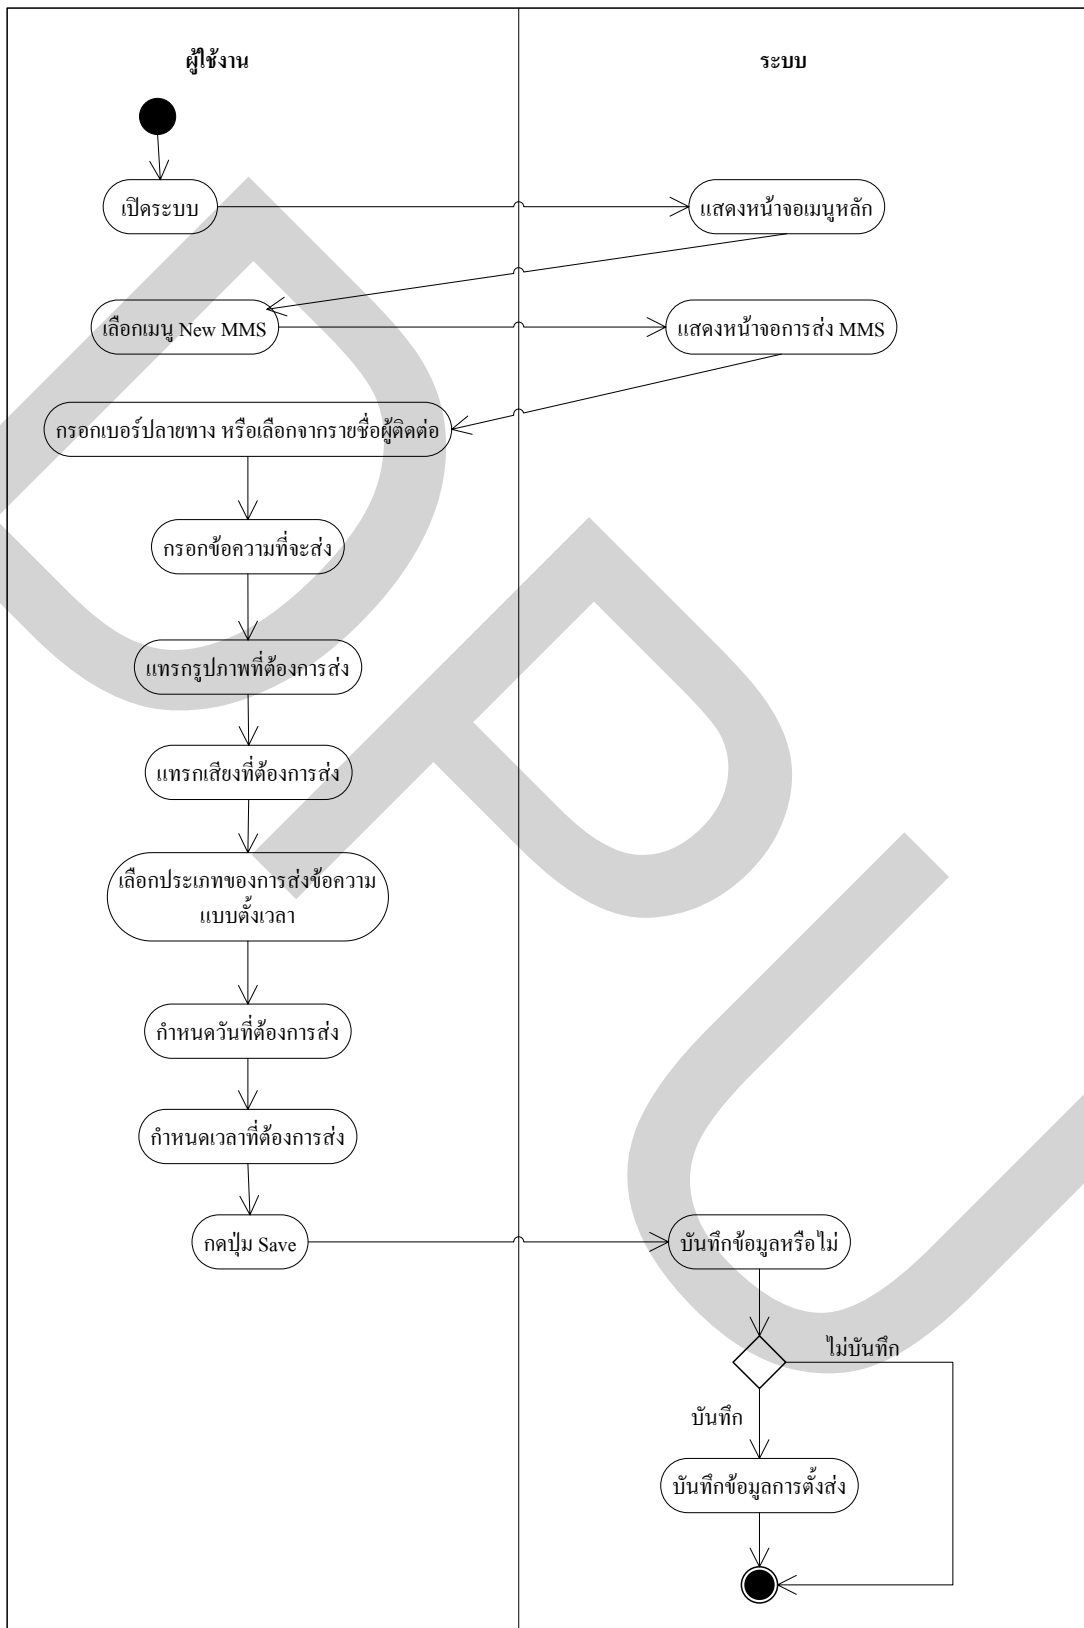 ผู้ใช้งาน
ระบบ
เปิดระบบ
แสดงหน้าจอเมนูหลัก
เลือกเมนู New MMS
แสดงหน้าจอการส่ง MMS
กรอกเบอร์ปลายทาง หรือเลือกจากรายชื่อผู้ติดต่อ
กรอกข้อความที่จะส่ง
แทรกรูปภาพที่ต้องการส่ง
แทรกเสียงที่ต้องการส่ง
เลือกประเภทของการส่งข้อความ
แบบตั้งเวลา
กำหนดวันที่ต้องการส่ง
กำหนดเวลาที่ต้องการส่ง
กดปุ่ม Save
บันทึกข้อมูลหรือไม่
ไม่บันทึก
บันทึก
บันทึกข้อมูลการตั้งส่ง
DPU